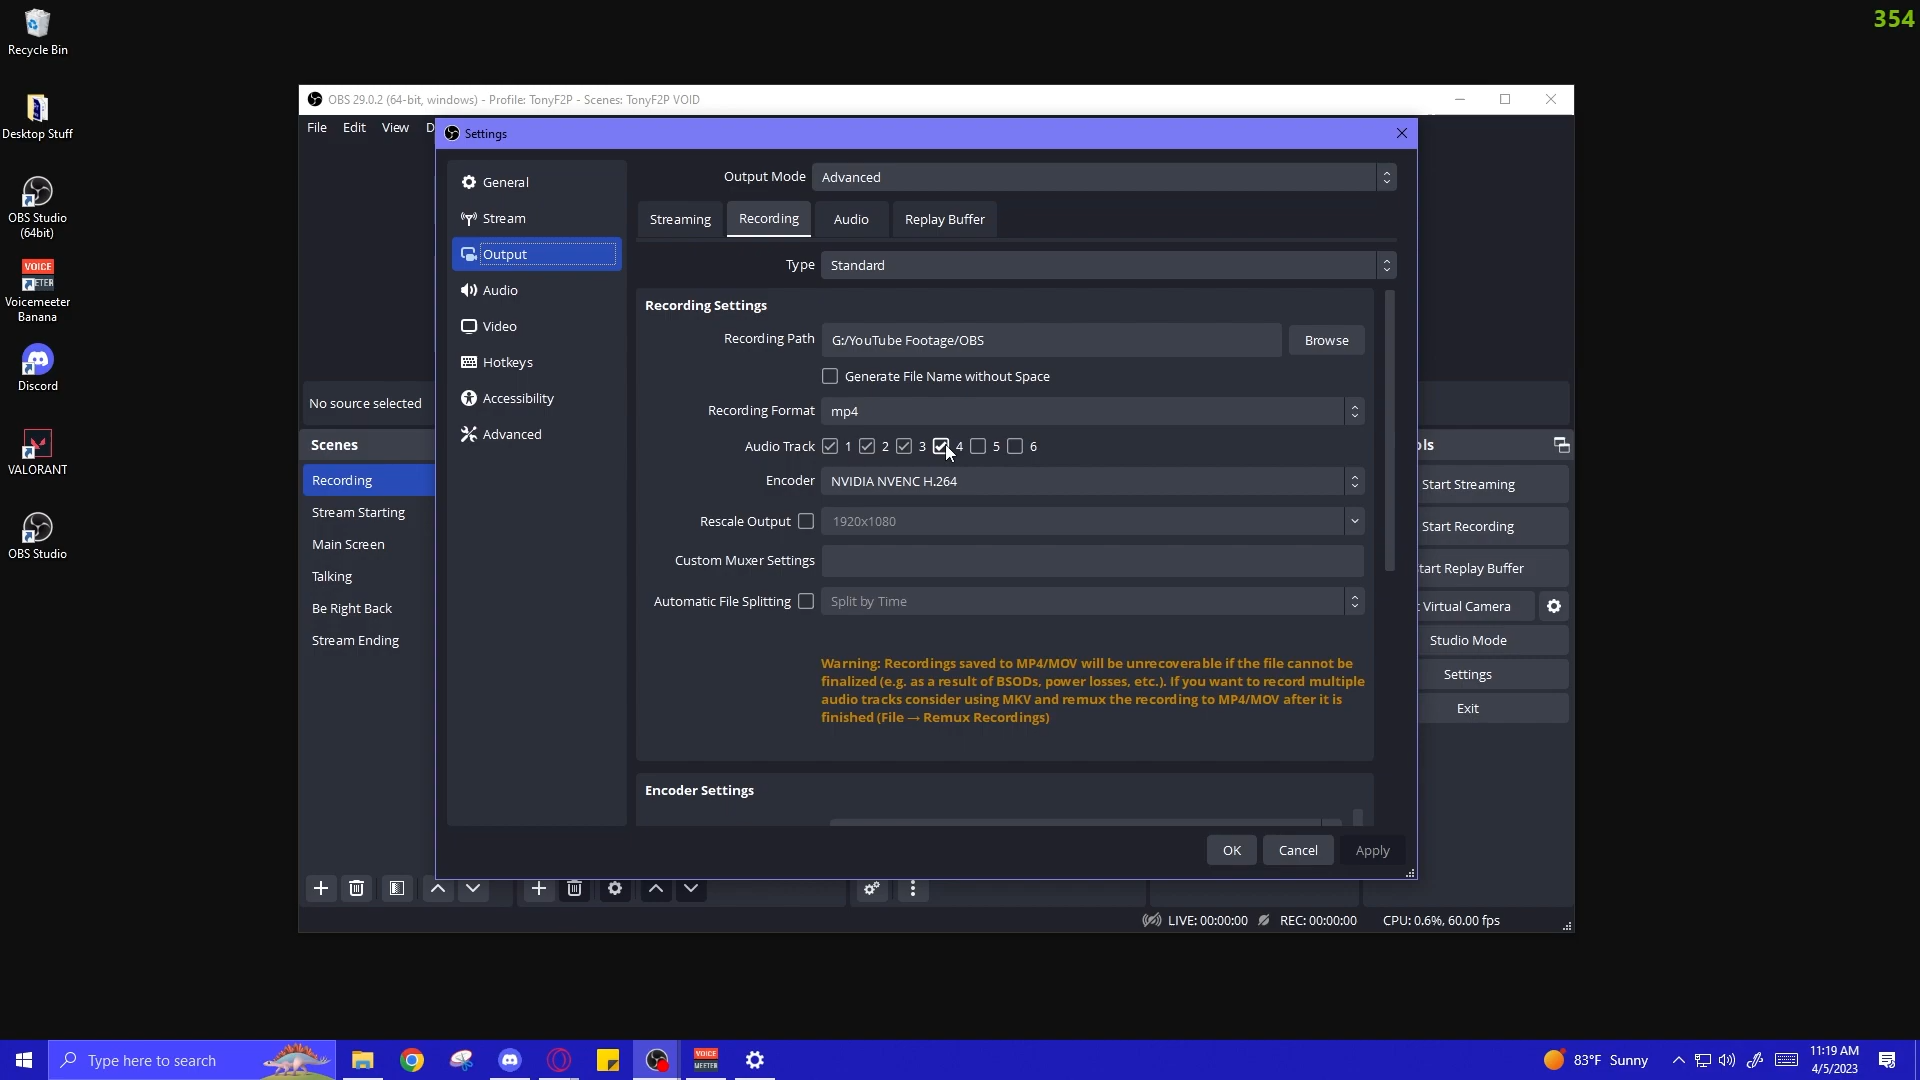 354
Recycle Bin
Desktop Stuff
OBS Studio
(64bit)
VOICE
Voicemeeter
Banana
Discord
VALORANT
OBS Studio
OBS 29.0.2 (64-bit, windows) - Profile: TonyF2P - Scenes: TonyF2P VOID
File Edit View D
Settings
General
Stream
Output
Audio
Video
Hotkeys
Accessibility
Advanced
Output Mode Advanced
Streaming Recording Audio Replay Buffer
Type Standard
Recording Settings
Recording Path G:/YouTube Footage/OBS Browse
Generate File Name without Space
Recording Format mp4
Audio Track 1 2 3 4 5 6
Encoder NVIDIA NVENC H.264
Rescale Output 1920x1080
Custom Muxer Settings
Automatic File Splitting Split by Time
Warning: Recordings saved to MP4/MOV will be unrecoverable if the file cannot be
finalized (e.g. as a result of BSODs, power losses, etc.). If you want to record multiple
audio tracks consider using MKV and remux the recording to MP4/MOV after it is
finished (File → Remux Recordings)
Encoder Settings
OK Cancel Apply
No source selected
Scenes
Recording
Stream Starting
Main Screen
Talking
Be Right Back
Stream Ending
ols
Start Streaming
Start Recording
tart Replay Buffer
t Virtual Camera
Studio Mode
Settings
Exit
LIVE: 00:00:00 REC: 00:00:00 CPU: 0.6%, 60.00 fps
Type here to search
VOICE
MEETER
83°F Sunny
11:19 AM
4/5/2023